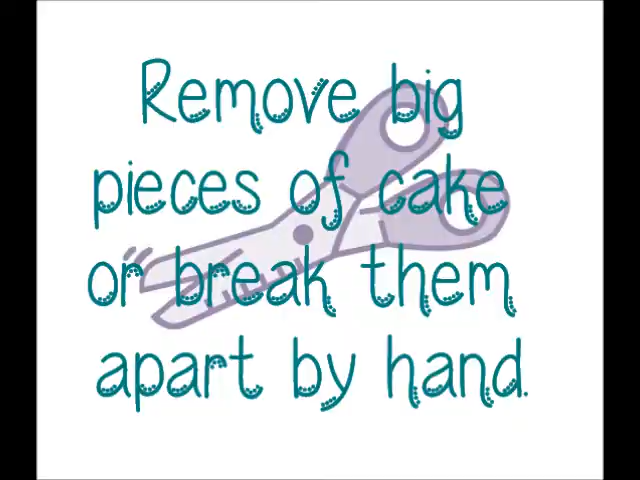 Remove big
pieces of cake
or break them
apart by hand.